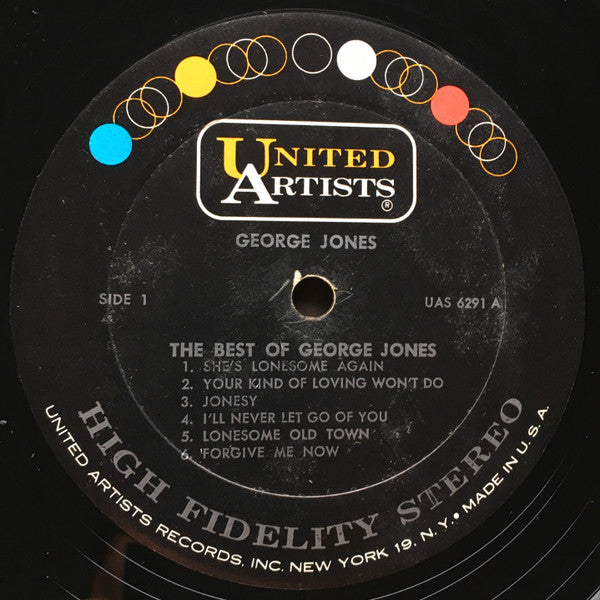 UNITED
ARTISTS
®
GEORGE JONES
SIDE 1
UAS 6291 A
THE BEST OF GEORGE JONES
1. SHE'S LONESOME AGAIN
2. YOUR KIND OF LOVING WON'T DO
3. JONESY
4. I'LL NEVER LET GO OF YOU
5. LONESOME OLD TOWN
6. FORGIVE ME NOW
HIGH FIDELITY STEREO
UNITED ARTISTS RECORDS, INC. NEW YORK 19, N.Y. • MADE IN U.S.A.